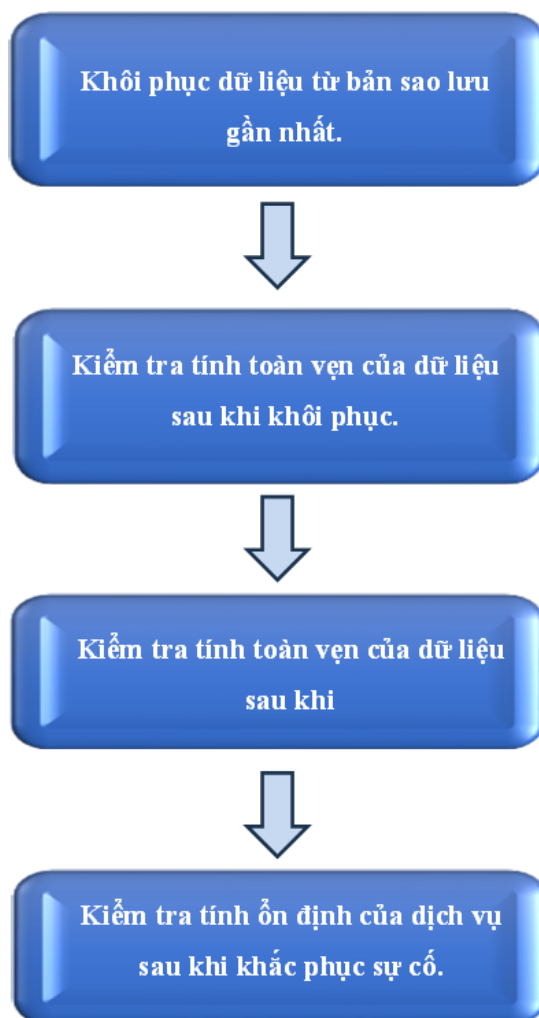 Khôi phục dữ liệu từ bản sao lưu
gần nhất.
Kiểm tra tính toàn vẹn của dữ liệu
sau khi khôi phục.
Kiểm tra tính toàn vẹn của dữ liệu
sau khi
Kiểm tra tính ổn định của dịch vụ
sau khi khắc phục sự cố.